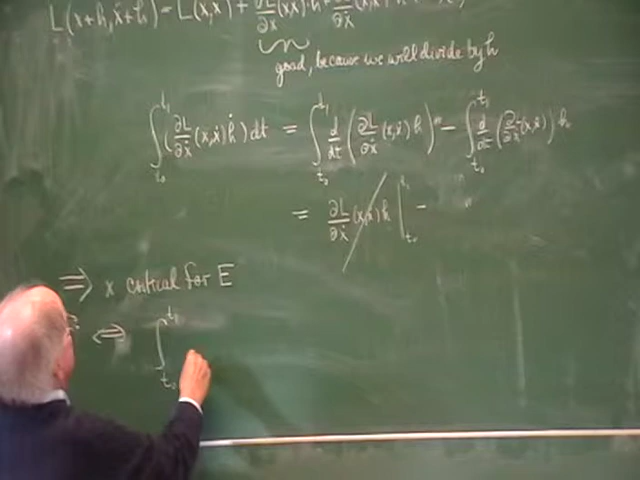 L(x+h, ẋ+ḣ) = L(x,ẋ) + ∂L/∂x (x,ẋ)·h + ∂L/∂ẋ
good, because we will divide by h
∫_{t₀}^{t₁} (∂L/∂ẋ (x,ẋ) ḣ) dt = ∫_{t₀}^{t₁} d/dt (∂L/∂ẋ (x,ẋ) h) " − ∫_{t₀}^{t₁} d/dt (∂L/∂ẋ (x,ẋ)) h
= ∂L/∂ẋ (x,ẋ) h |_{t₀}^{t₁} − " "
⇒ x critical for E
⇔ ∫_{t₀}^{t₁}